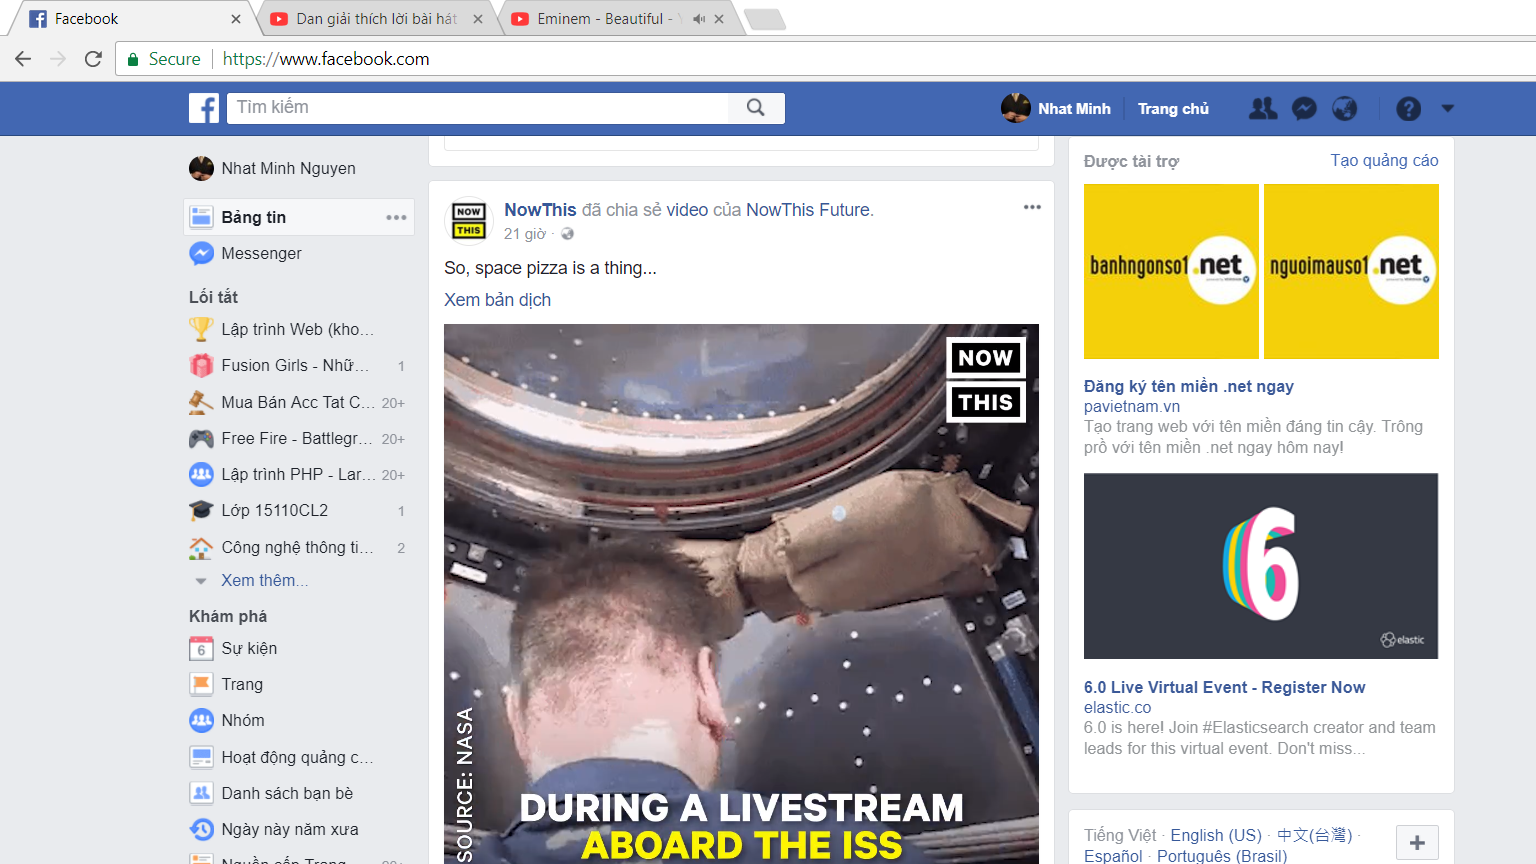 Facebook
Dan giải thích lời bài hát
Eminem - Beautiful -
Secure
https://www.facebook.com
Tìm kiếm
Nhat Minh
Trang chủ
Nhat Minh Nguyen
Bảng tin
Messenger
Lối tắt
Lập trình Web (kho...
Fusion Girls - Nhữ... 1
Mua Bán Acc Tat C... 20+
Free Fire - Battlegr... 20+
Lập trình PHP - Lar... 20+
Lớp 15110CL2 1
Công nghệ thông ti... 2
Xem thêm...
Khám phá
6
Sự kiện
Trang
Nhóm
Hoạt động quảng c...
Danh sách bạn bè
Ngày này năm xưa
NOW
THIS
NowThis đã chia sẻ video của NowThis Future.
21 giờ ·
So, space pizza is a thing...
Xem bản dịch
NOW
THIS
SOURCE: NASA
DURING A LIVESTREAM
ABOARD THE ISS
Được tài trợ
Tạo quảng cáo
banhngonso1 .net
nguoimauso1 .net
Đăng ký tên miền .net ngay
pavietnam.vn
Tạo trang web với tên miền đáng tin cậy. Trông
prồ với tên miền .net ngay hôm nay!
6
elastic
6.0 Live Virtual Event - Register Now
elastic.co
6.0 is here! Join #Elasticsearch creator and team
leads for this virtual event. Don't miss...
Tiếng Việt · English (US) · 中文(台灣) ·
Español · Português (Brasil)